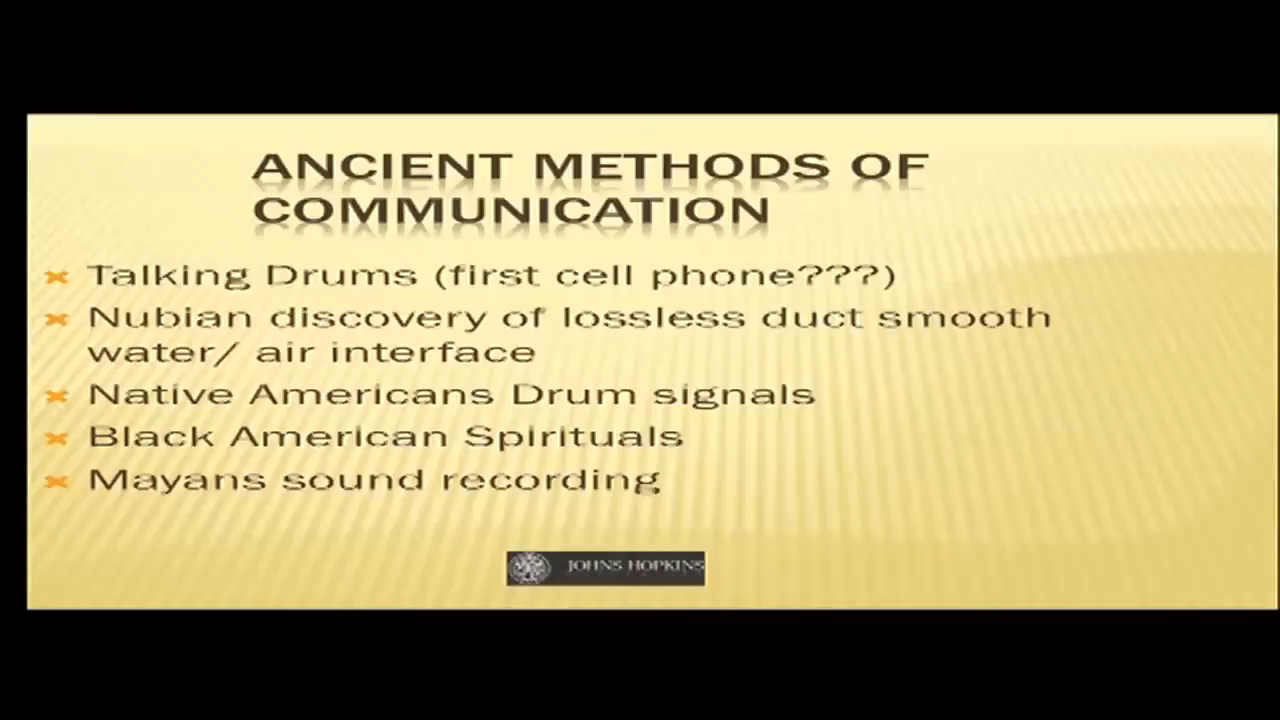 ANCIENT METHODS OF
COMMUNICATION
Talking Drums (first cell phone???)
Nubian discovery of lossless duct smooth
water/ air interface
Native Americans Drum signals
Black American Spirituals
Mayans sound recording
JOHNS HOPKINS